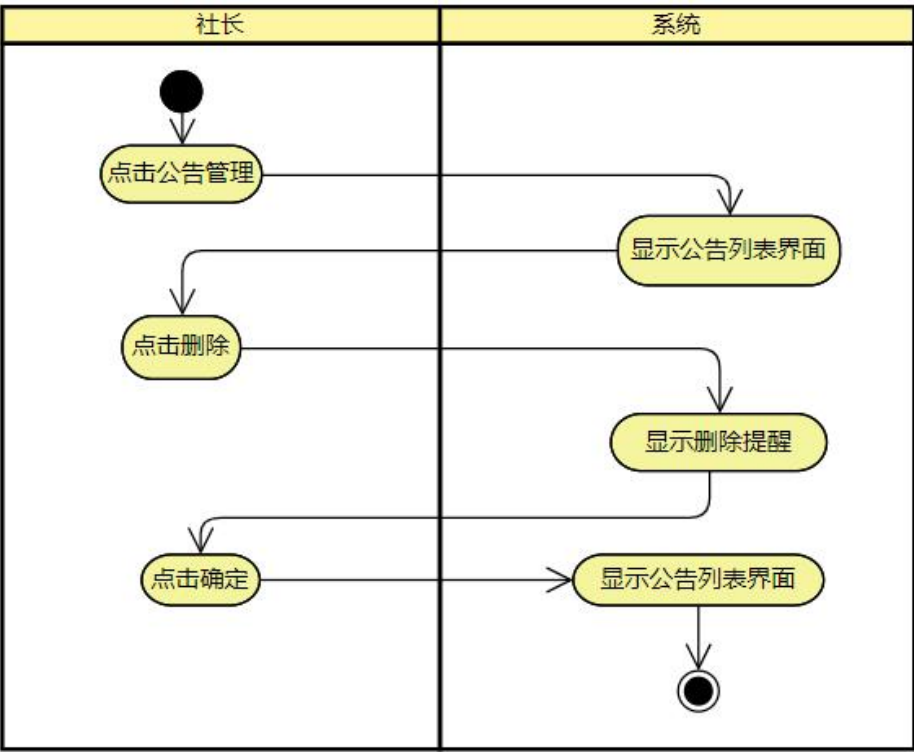 社长
系统
点击公告管理
显示公告列表界面
点击删除
显示删除提醒
点击确定
显示公告列表界面